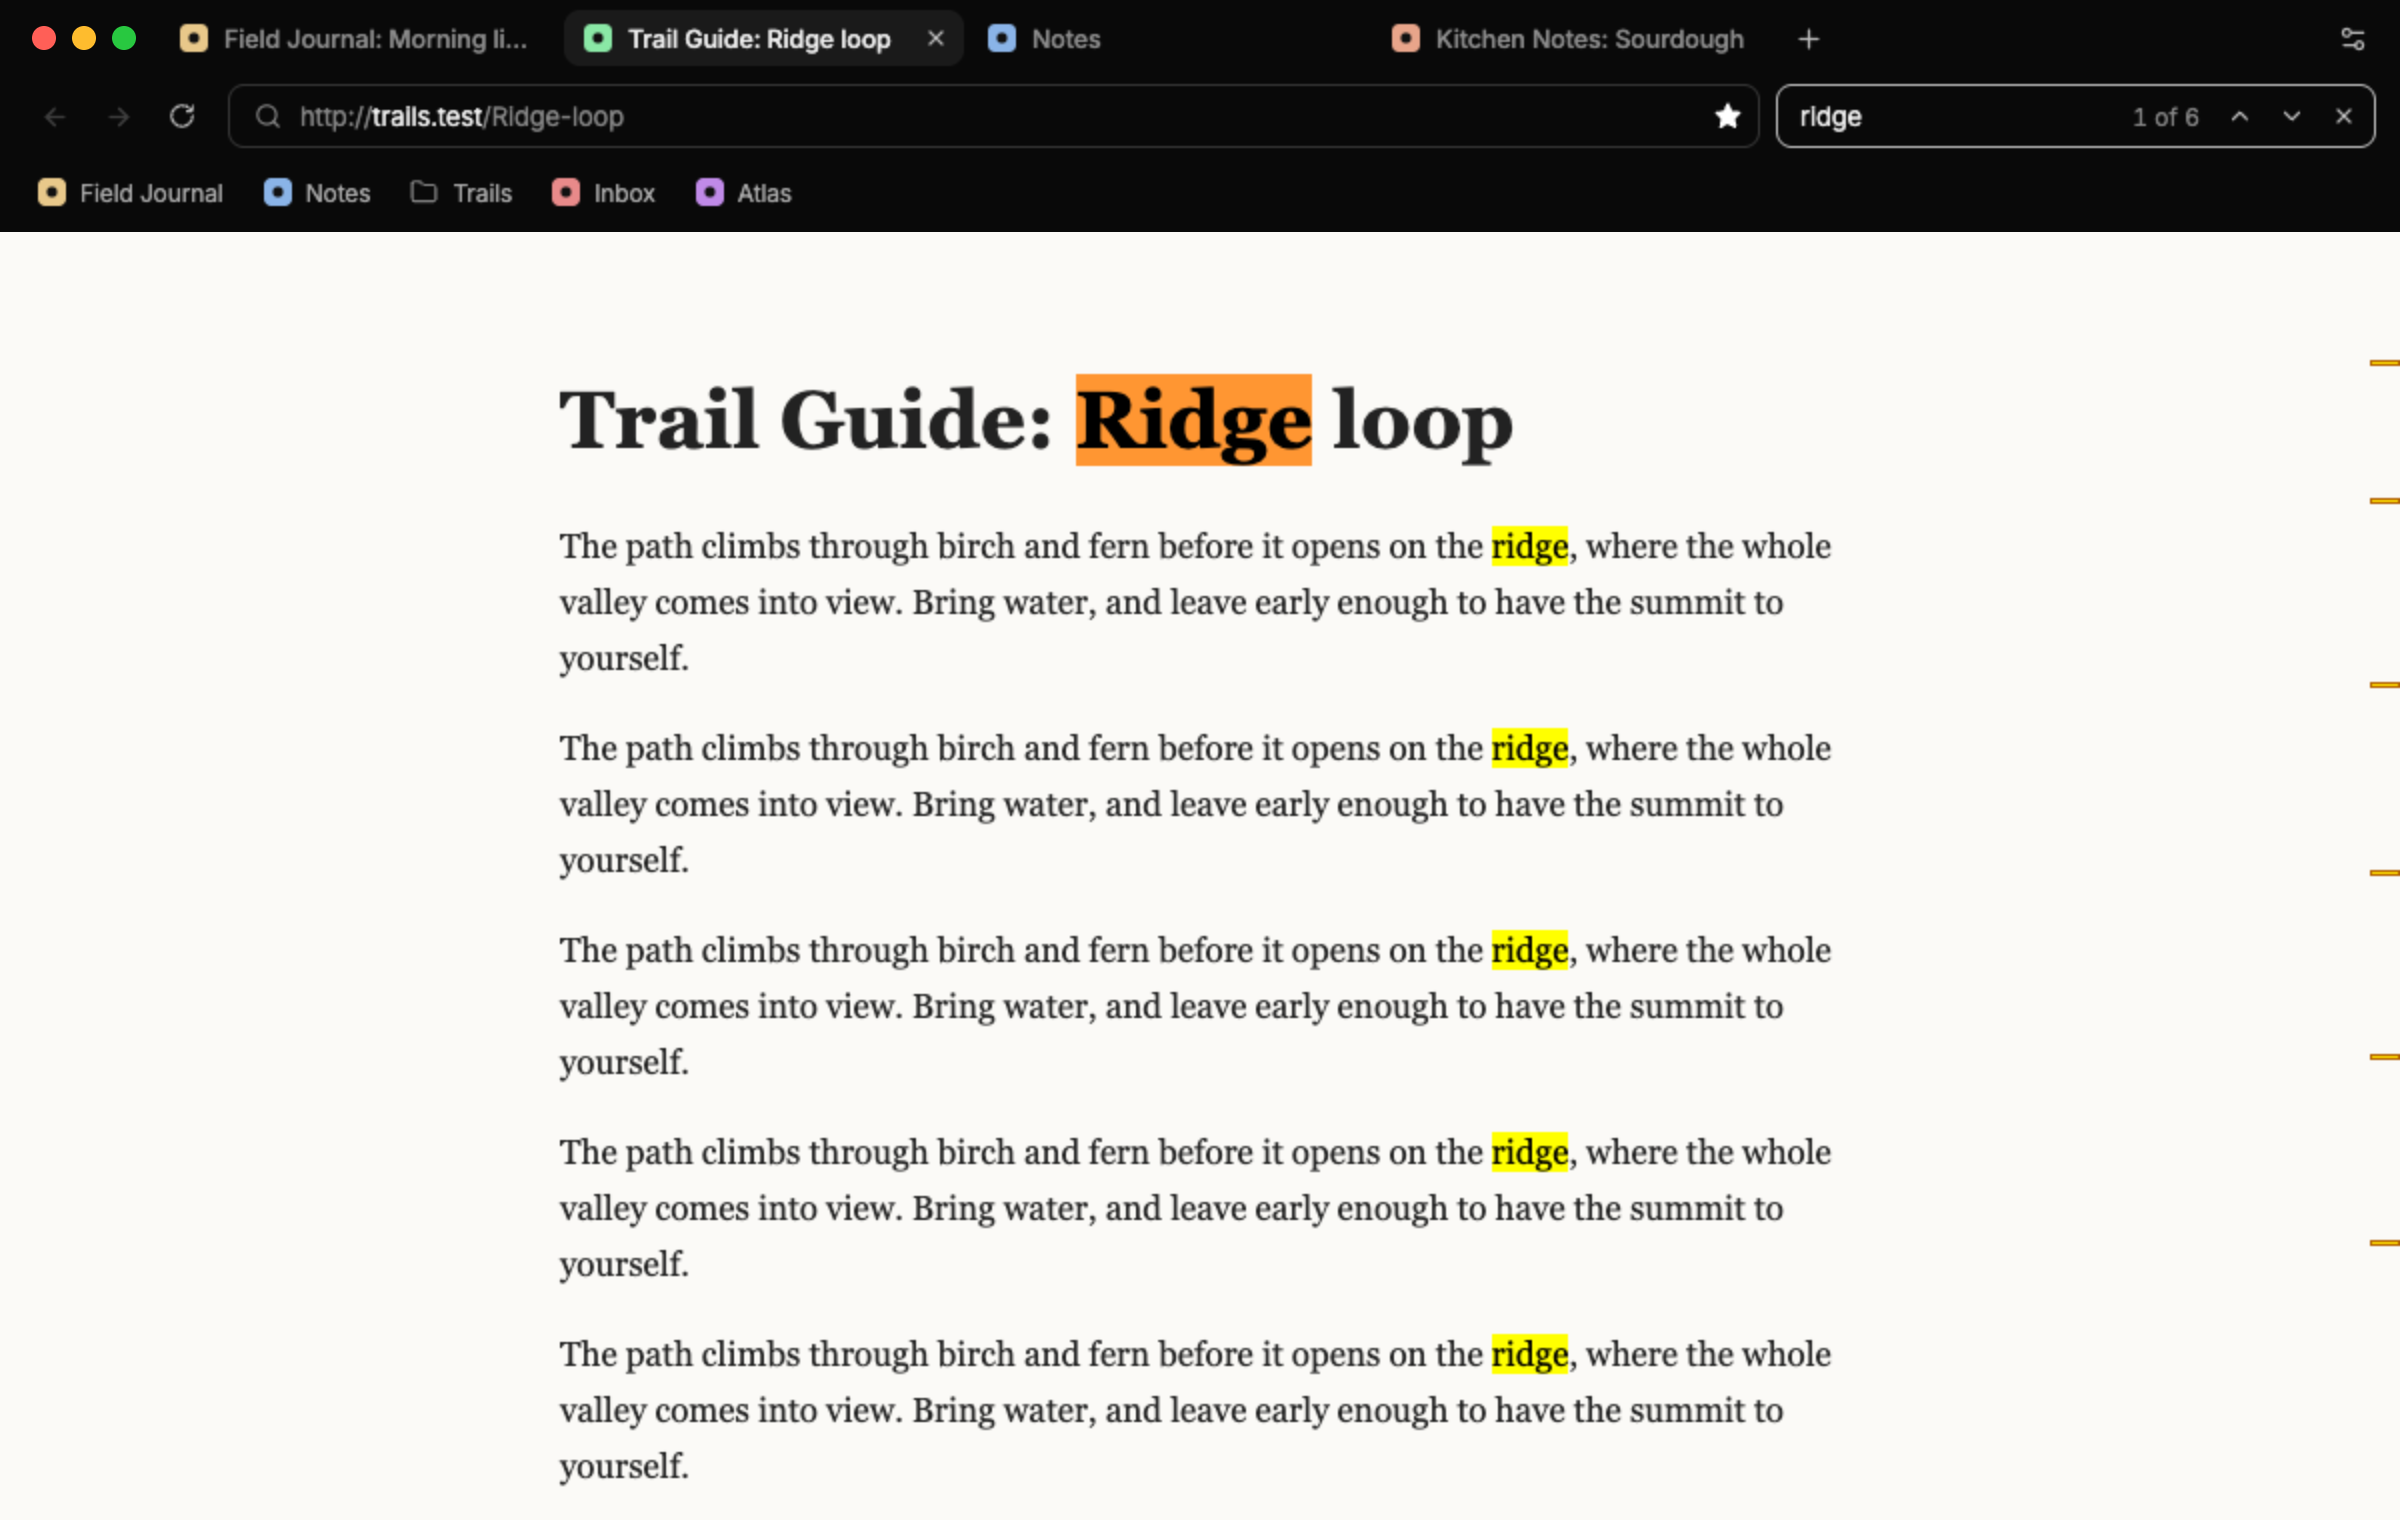 Field Journal: Morning li...
Trail Guide: Ridge loop
Notes
Kitchen Notes: Sourdough
http://trails.test/Ridge-loop
ridge
1 of 6
Field Journal
Notes
Trails
Inbox
Atlas
Trail Guide: Ridge loop
The path climbs through birch and fern before it opens on the ridge, where the whole
valley comes into view. Bring water, and leave early enough to have the summit to
yourself.
The path climbs through birch and fern before it opens on the ridge, where the whole
valley comes into view. Bring water, and leave early enough to have the summit to
yourself.
The path climbs through birch and fern before it opens on the ridge, where the whole
valley comes into view. Bring water, and leave early enough to have the summit to
yourself.
The path climbs through birch and fern before it opens on the ridge, where the whole
valley comes into view. Bring water, and leave early enough to have the summit to
yourself.
The path climbs through birch and fern before it opens on the ridge, where the whole
valley comes into view. Bring water, and leave early enough to have the summit to
yourself.